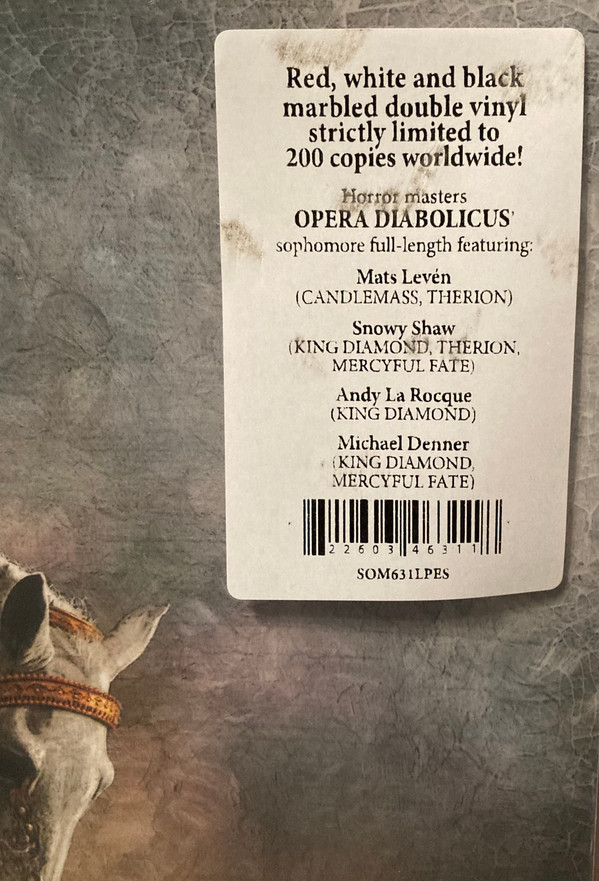 Red, white and black
marbled double vinyl
strictly limited to
200 copies worldwide!
Horror masters
OPERA DIABOLICUS'
sophomore full-length featuring:
Mats Levén
(CANDLEMASS, THERION)
Snowy Shaw
(KING DIAMOND, THERION,
MERCYFUL FATE)
Andy La Rocque
(KING DIAMOND)
Michael Denner
(KING DIAMOND,
MERCYFUL FATE)
22603 46311
SOM631LPES